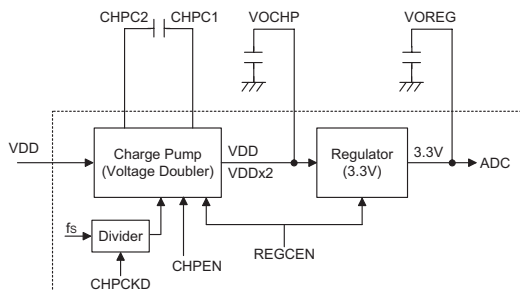 CHPC2 CHPC1 VOCHP VOREG
VDD
Charge Pump
(Voltage Doubler)
VDD
VDDx2
Regulator
(3.3V)
3.3V
ADC
fs
Divider
CHPCKD
CHPEN
REGCEN